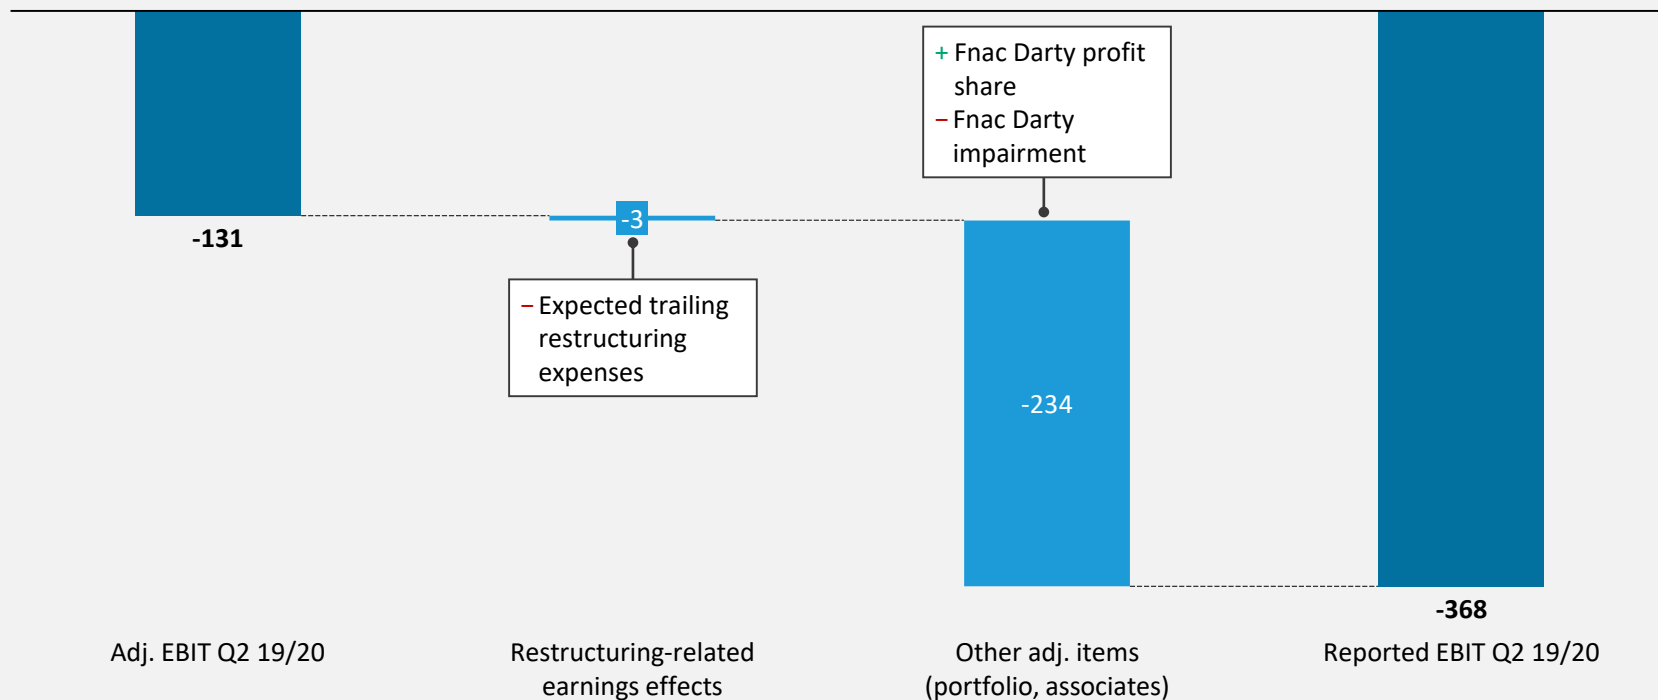 + Fnac Darty profit
share
– Fnac Darty
impairment
-131
-3
– Expected trailing
restructuring
expenses
-234
-368
Adj. EBIT Q2 19/20
Restructuring-related
earnings effects
Other adj. items
(portfolio, associates)
Reported EBIT Q2 19/20